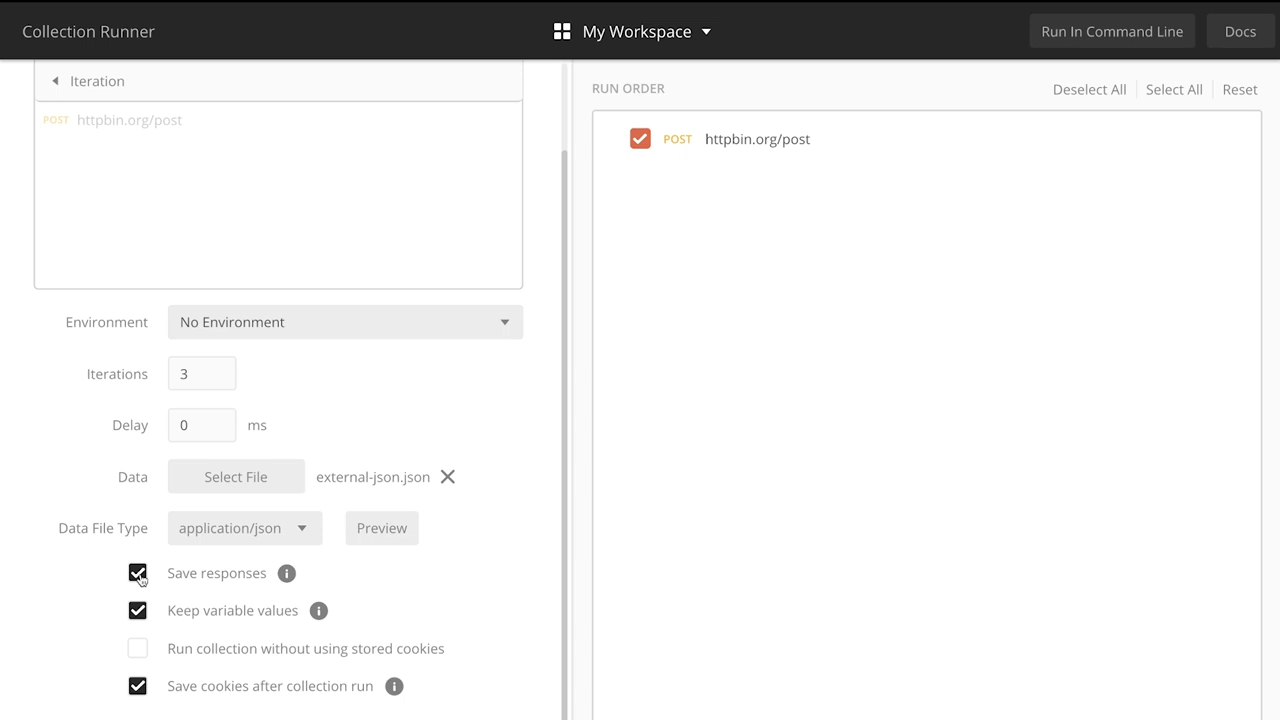 Collection Runner
My Workspace
Run In Command Line
Docs
Iteration
POST httpbin.org/post
Environment
No Environment
Iterations
3
Delay
0
ms
Data
Select File
external-json.json
Data File Type
application/json
Preview
Save responses
Keep variable values
Run collection without using stored cookies
Save cookies after collection run
RUN ORDER
Deselect All
Select All
Reset
POST httpbin.org/post